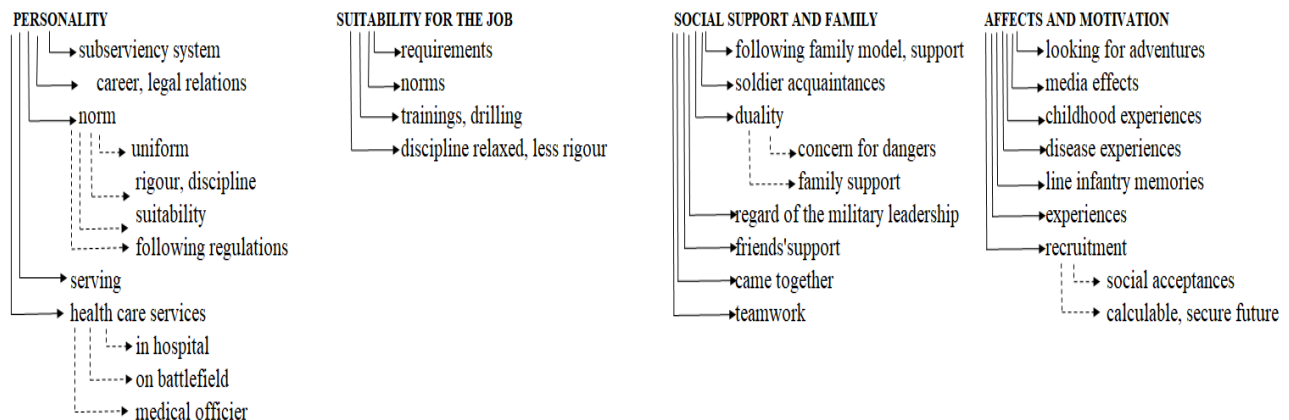 PERSONALITY
subserviency system
career, legal relations
norm
uniform
rigour, discipline
suitability
following regulations
serving
health care services
in hospital
on battlefield
medical officier
SUITABILITY FOR THE JOB
requirements
norms
trainings, drilling
discipline relaxed, less rigour
SOCIAL SUPPORT AND FAMILY
following family model, support
soldier acquaintances
duality
concern for dangers
family support
regard of the military leadership
friends'support
came together
teamwork
AFFECTS AND MOTIVATION
looking for adventures
media effects
childhood experiences
disease experiences
line infantry memories
experiences
recruitment
social acceptances
calculable, secure future